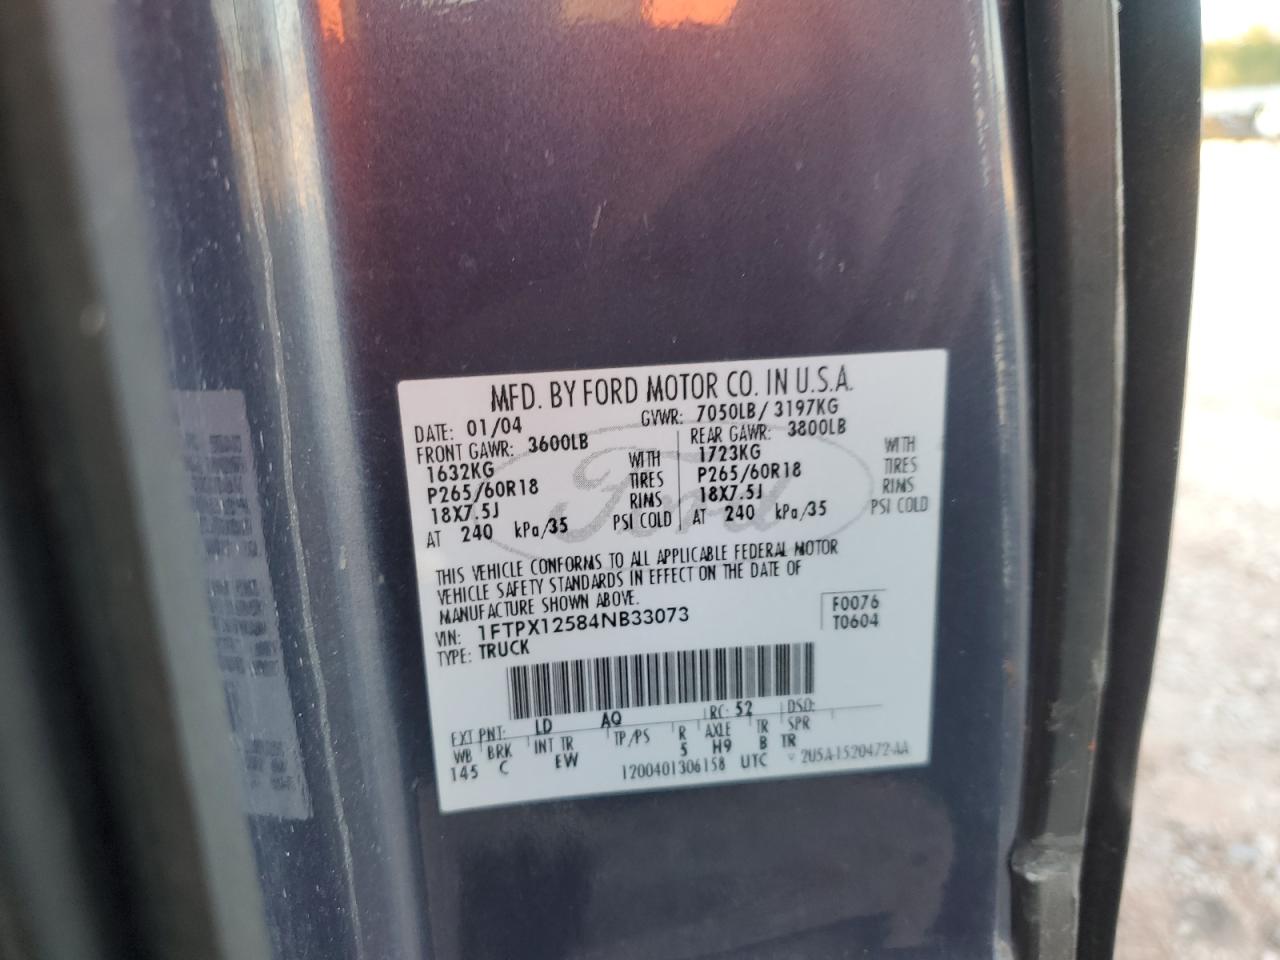 MFD. BY FORD MOTOR CO. IN U.S.A.
DATE: 01/04 GVWR: 7050LB/ 3197KG
FRONT GAWR: 3600LB REAR GAWR: 3800LB
1632KG WITH 1723KG WITH
P265/60R18 TIRES P265/60R18 TIRES
18X7.5J RIMS 18X7.5J RIMS
AT 240 kPa/35 PSI COLD AT 240 kPa/35 PSI COLD
Ford
THIS VEHICLE CONFORMS TO ALL APPLICABLE FEDERAL MOTOR
VEHICLE SAFETY STANDARDS IN EFFECT ON THE DATE OF
MANUFACTURE SHOWN ABOVE.
VIN: 1FTPX12584NB33073 F0076
TYPE: TRUCK T0604
EXT PNT: LD AQ RC: 52 DSO:
WB BRK INT TR TP/PS R AXLE TR SPR
145 C EW 5 H9 B TR
1200401306158 UTC 2U5A-1520472-AA